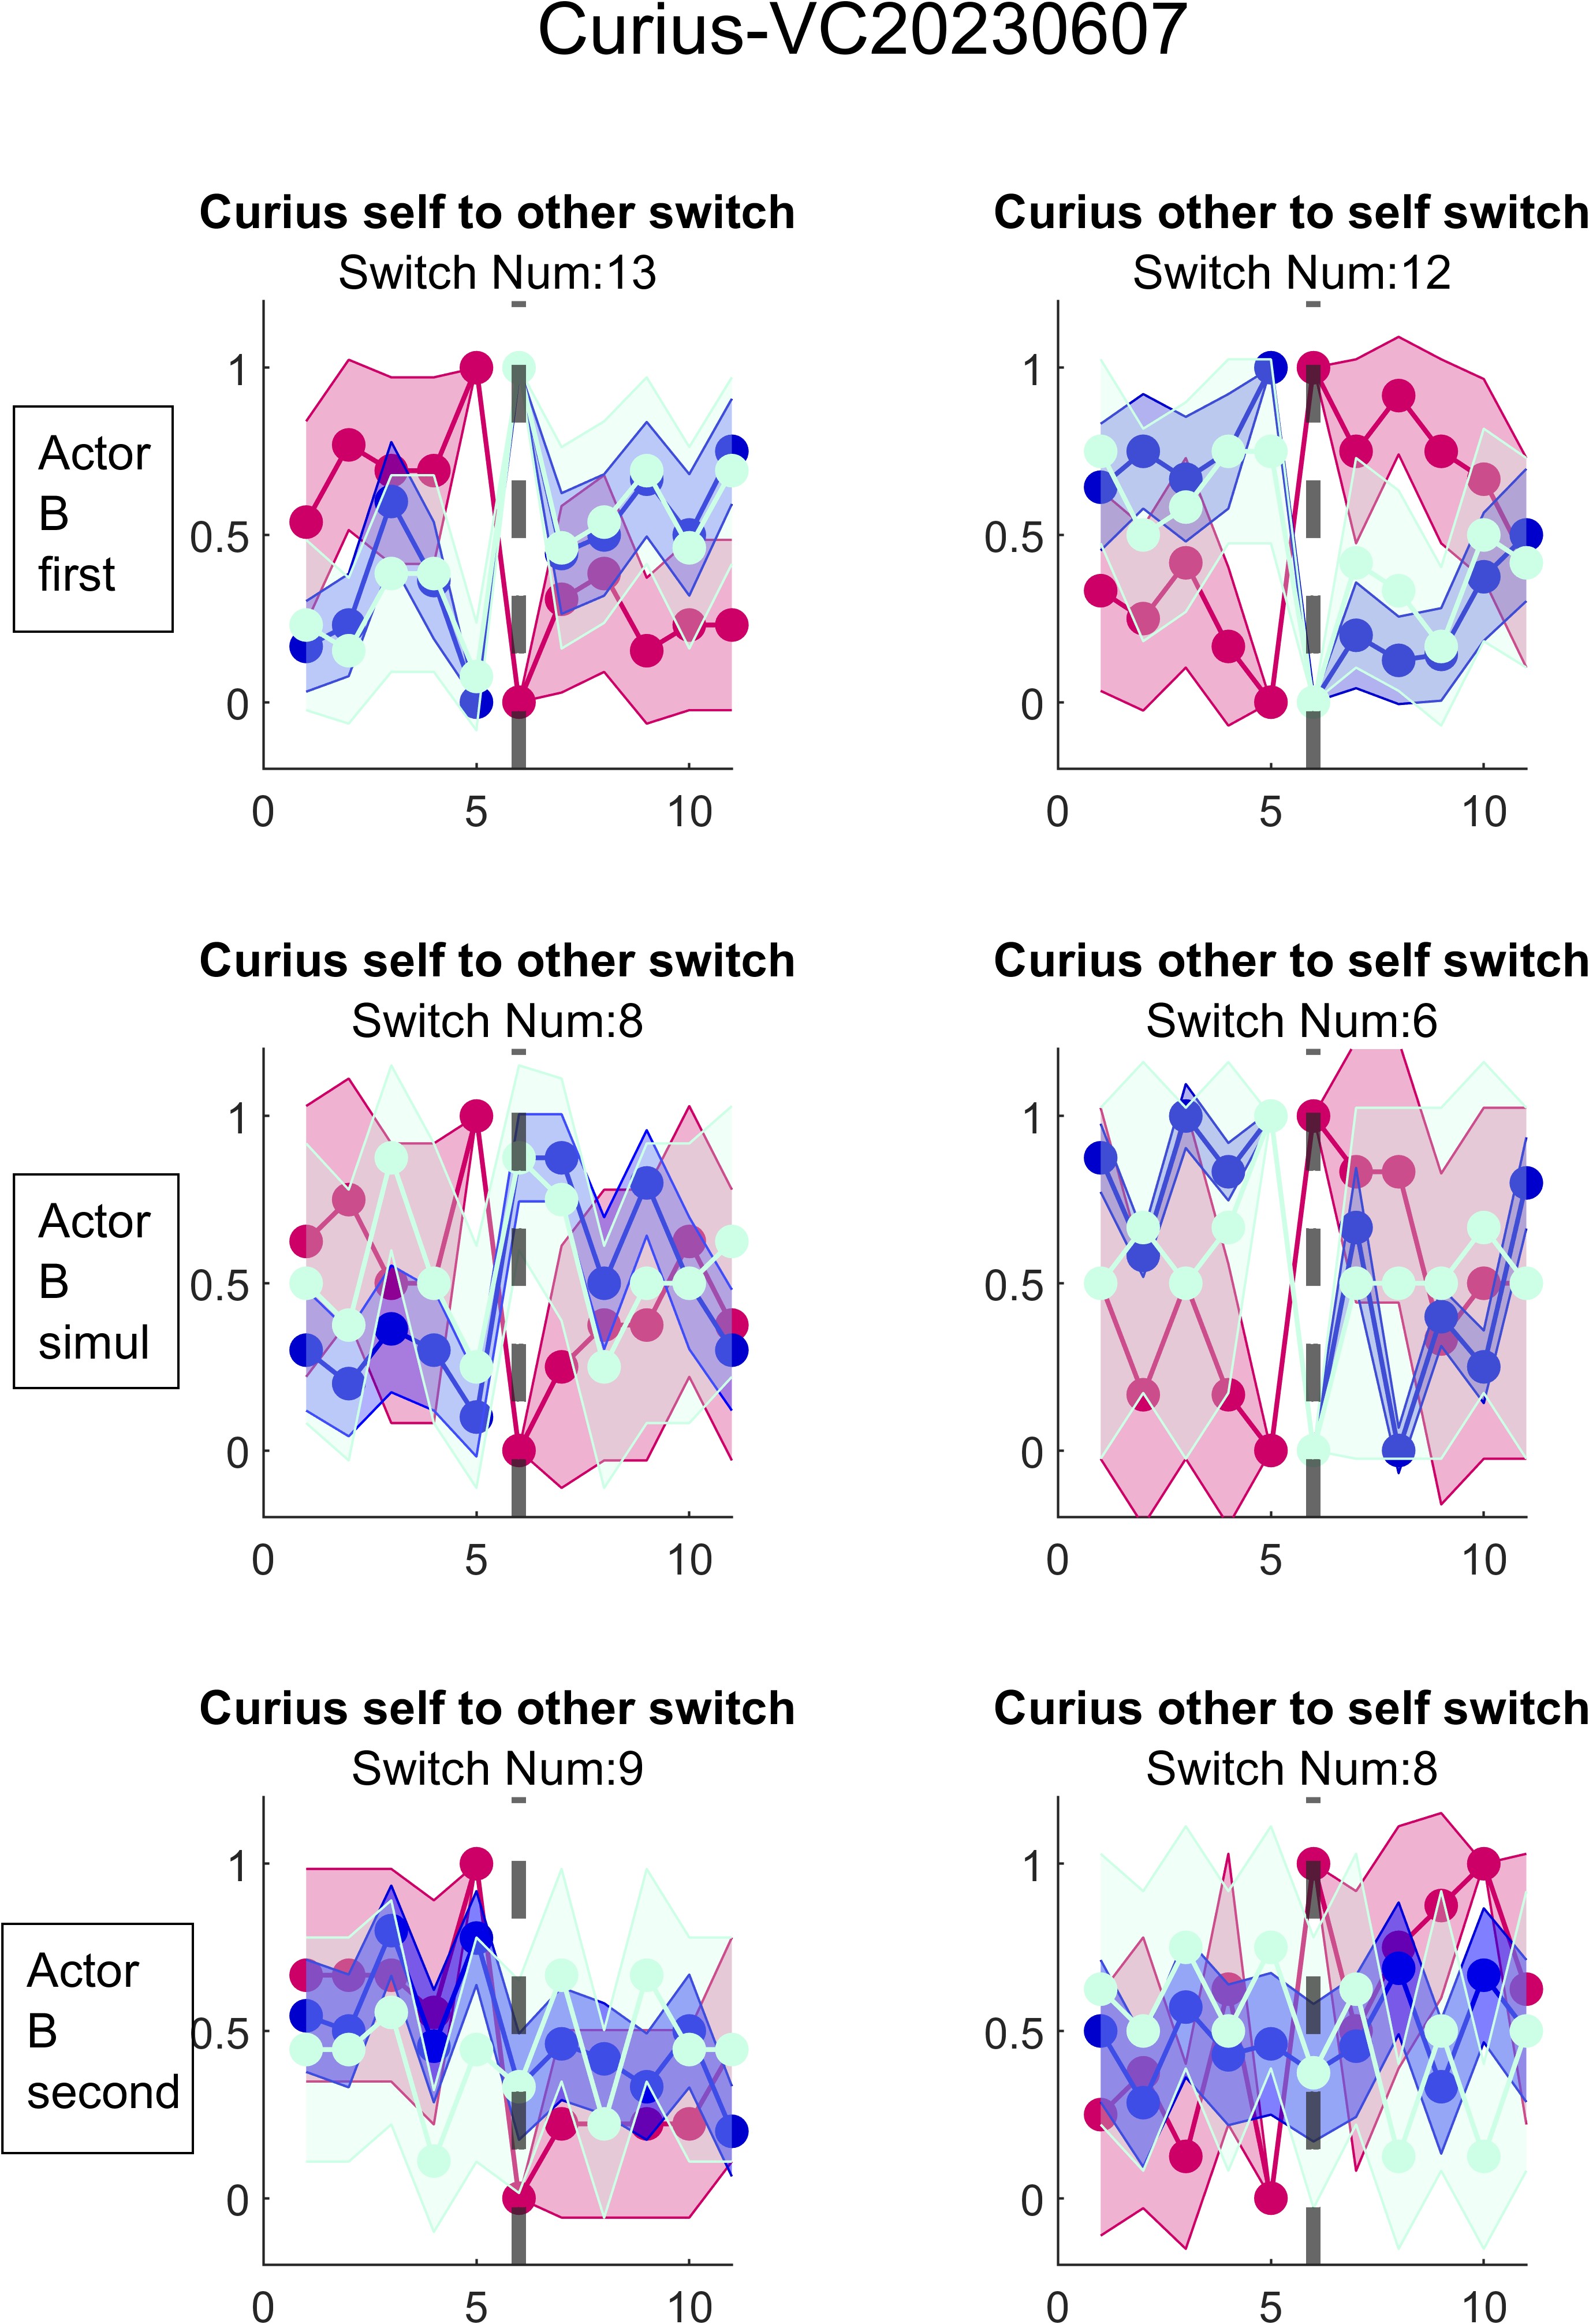 Curius-VC20230607
Curius self to other switch
Switch Num:13
Curius other to self switch
Switch Num:12
Actor
B
first
1
0.5
0
0
5
10
1
0.5
0
0
5
10
Curius self to other switch
Switch Num:8
Curius other to self switch
Switch Num:6
Actor
B
simul
1
0.5
0
0
5
10
1
0.5
0
0
5
10
Curius self to other switch
Switch Num:9
Curius other to self switch
Switch Num:8
Actor
B
second
1
0.5
0
0
5
10
1
0.5
0
0
5
10